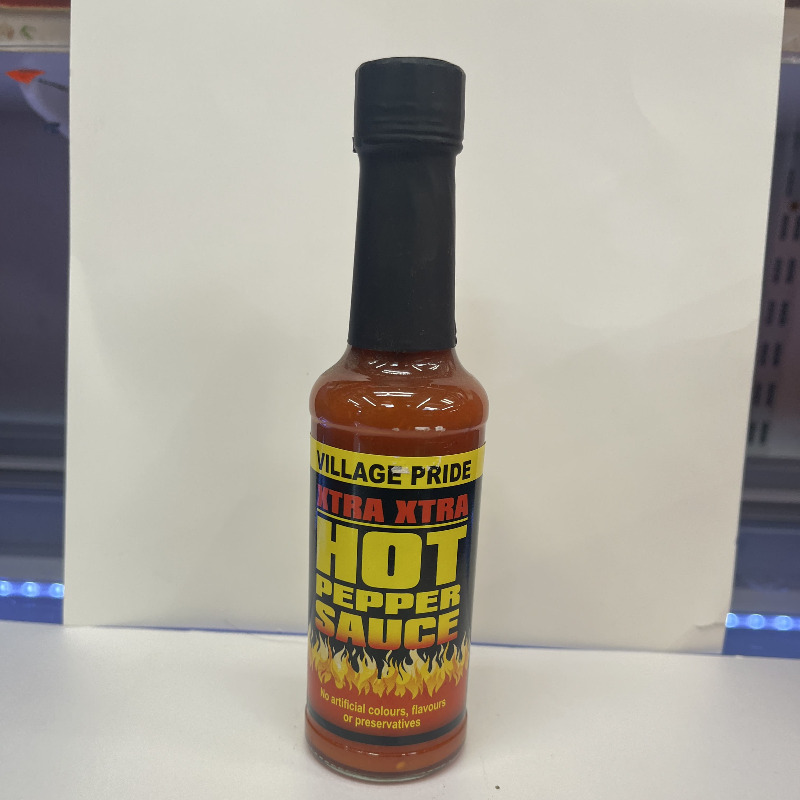 VILLAGE PRIDE
XTRA XTRA
HOT
PEPPER
SAUCE
No artificial colours, flavours
or preservatives